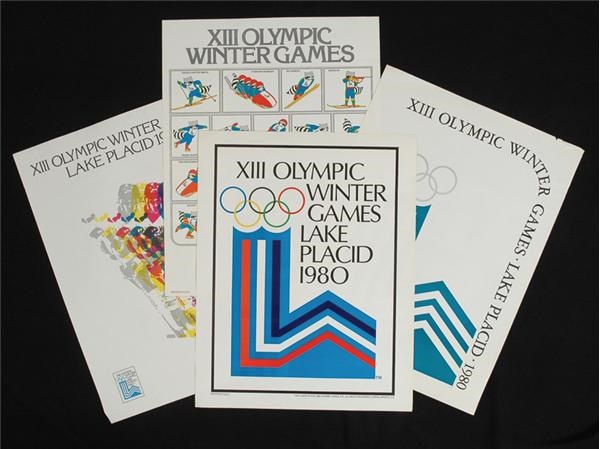 XIII OLYMPIC
WINTER GAMES
XIII OLYMPIC WINTER
LAKE PLACID
XIII OLYMPIC
WINTER
GAMES
LAKE
PLACID
1980
TM
XIII OLYMPIC WINTER GAMES · LAKE PLACID · 1980